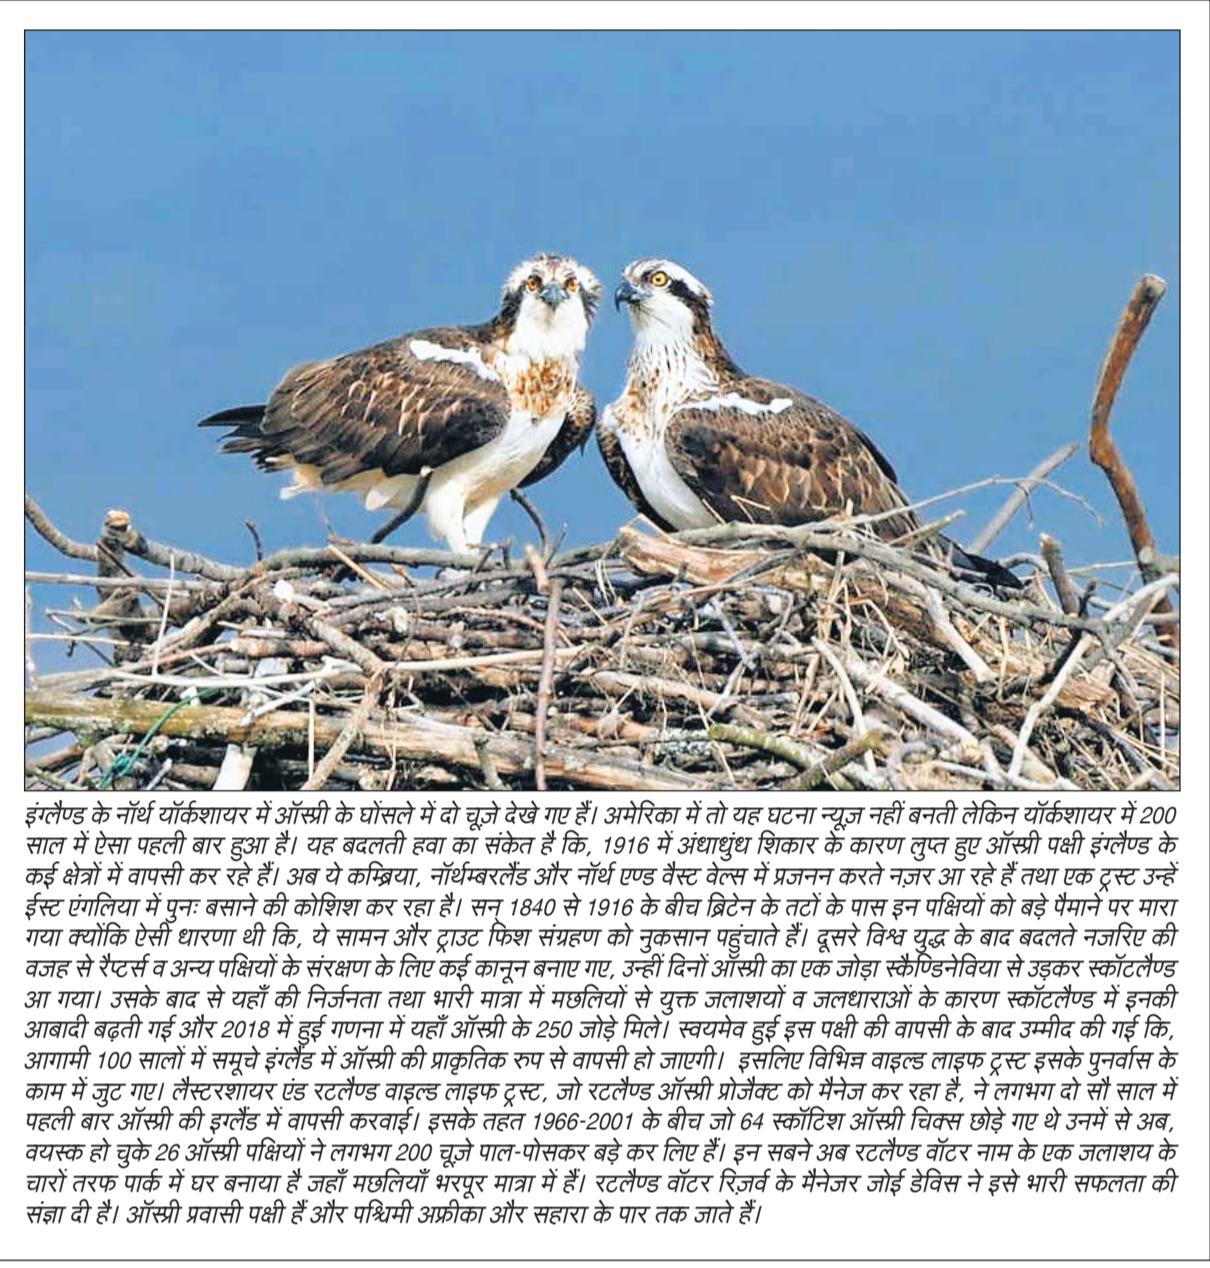 इंग्लैण्ड के नॉर्थ यॉर्कशायर में ऑस्प्री के घोंसले में दो चूज़े देखे गए हैं। अमेरिका में तो यह घटना न्यूज़ नहीं बनती लेकिन यॉर्कशायर में 200
साल में ऐसा पहली बार हुआ है। यह बदलती हवा का संकेत है कि, 1916 में अंधाधुंध शिकार के कारण लुप्त हुए ऑस्प्री पक्षी इंग्लैण्ड के
कई क्षेत्रों में वापसी कर रहे हैं। अब ये कम्ब्रिया, नॉर्थम्बरलैंड और नॉर्थ एण्ड वैस्ट वेल्स में प्रजनन करते नज़र आ रहे हैं तथा एक ट्रस्ट उन्हें
ईस्ट एंगलिया में पुनः बसाने की कोशिश कर रहा है। सन् 1840 से 1916 के बीच ब्रिटेन के तटों के पास इन पक्षियों को बड़े पैमाने पर मारा
गया क्योंकि ऐसी धारणा थी कि, ये सामन और ट्राउट फिश संग्रहण को नुकसान पहुंचाते हैं। दूसरे विश्व युद्ध के बाद बदलते नजरिए की
वजह से रैप्टर्स व अन्य पक्षियों के संरक्षण के लिए कई कानून बनाए गए, उन्हीं दिनों ऑस्प्री का एक जोड़ा स्कैण्डिनेविया से उड़कर स्कॉटलैण्ड
आ गया। उसके बाद से यहाँ की निर्जनता तथा भारी मात्रा में मछलियों से युक्त जलाशयों व जलधाराओं के कारण स्कॉटलैण्ड में इनकी
आबादी बढ़ती गई और 2018 में हुई गणना में यहाँ ऑस्प्री के 250 जोड़े मिले। स्वयमेव हुई इस पक्षी की वापसी के बाद उम्मीद की गई कि,
आगामी 100 सालों में समूचे इंग्लैंड में ऑस्प्री की प्राकृतिक रुप से वापसी हो जाएगी। इसलिए विभिन्न वाइल्ड लाइफ ट्रस्ट इसके पुनर्वास के
काम में जुट गए। लैस्टरशायर एंड रटलैण्ड वाइल्ड लाइफ ट्रस्ट, जो रटलैण्ड ऑस्प्री प्रोजैक्ट को मैनेज कर रहा है, ने लगभग दो सौ साल में
पहली बार ऑस्प्री की इग्लैंड में वापसी करवाई। इसके तहत 1966-2001 के बीच जो 64 स्कॉटिश ऑस्प्री चिक्स छोड़े गए थे उनमें से अब,
वयस्क हो चुके 26 ऑस्प्री पक्षियों ने लगभग 200 चूज़े पाल-पोसकर बड़े कर लिए हैं। इन सबने अब रटलैण्ड वॉटर नाम के एक जलाशय के
चारों तरफ पार्क में घर बनाया है जहाँ मछलियाँ भरपूर मात्रा में हैं। रटलैण्ड वॉटर रिज़र्व के मैनेजर जोई डेविस ने इसे भारी सफलता की
संज्ञा दी है। ऑस्प्री प्रवासी पक्षी हैं और पश्चिमी अफ्रीका और सहारा के पार तक जाते हैं।